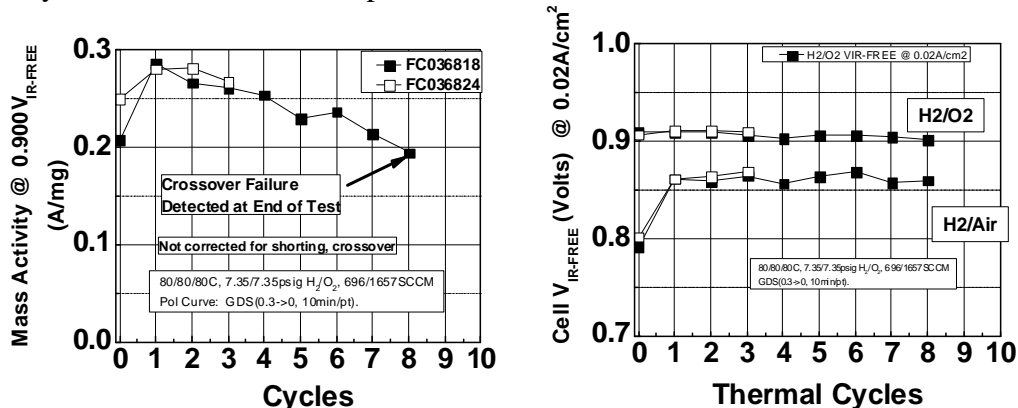 0.3
0.2
0.1
0.0
Mass Activity @ 0.900V_IR-FREE
(A/mg)
FC036818
FC036824
Crossover Failure
Detected at End of Test
Not corrected for shorting, crossover
80/80/80C, 7.35/7.35psig H2/O2, 696/1657SCCM
Pol Curve: GDS(0.3->0, 10min/pt).
0 1 2 3 4 5 6 7 8 9 10
Cycles
1.0
0.9
0.8
0.7
Cell V_IR-FREE (Volts) @ 0.02A/cm²
H2/O2 VIR-FREE @ 0.02A/cm2
H2/O2
H2/Air
80/80/80C, 7.35/7.35psig H2/O2, 696/1657SCCM
GDS(0.3->0, 10min/pt).
0 1 2 3 4 5 6 7 8 9 10
Thermal Cycles